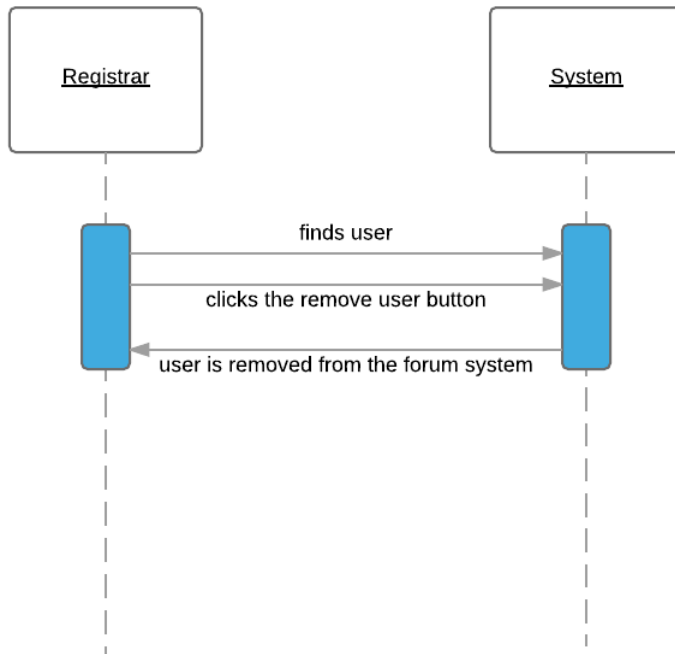 Registrar
System
finds user
clicks the remove user button
user is removed from the forum system